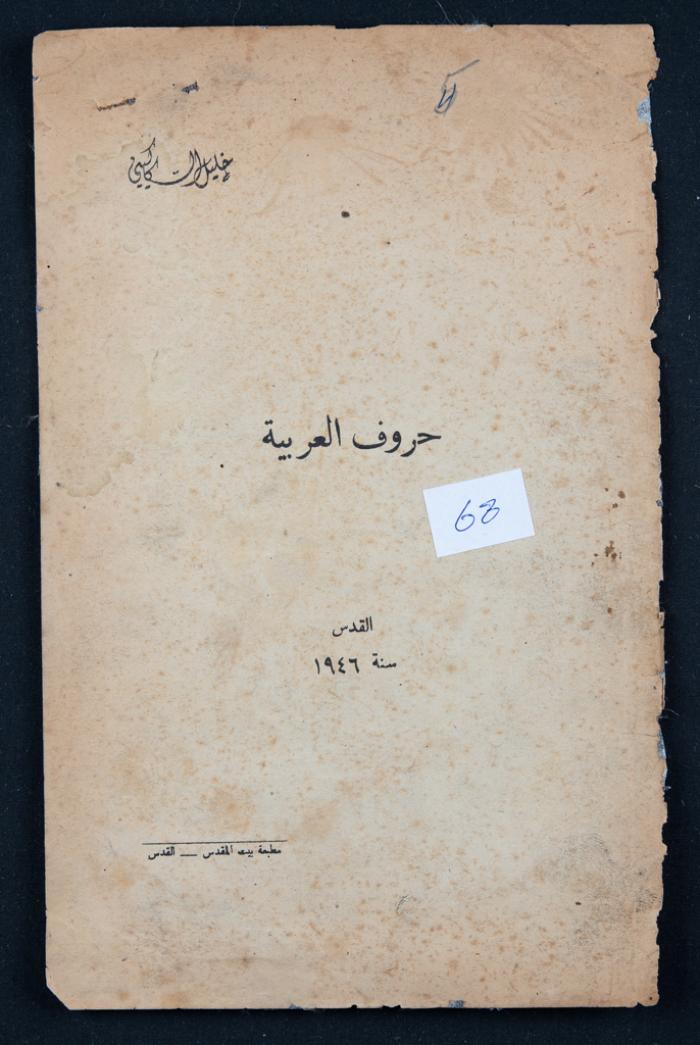 خليل السكاكيني
حروف العربية
68
القدس
سنة ١٩٤٦
مطبعة بيت المقدس — القدس